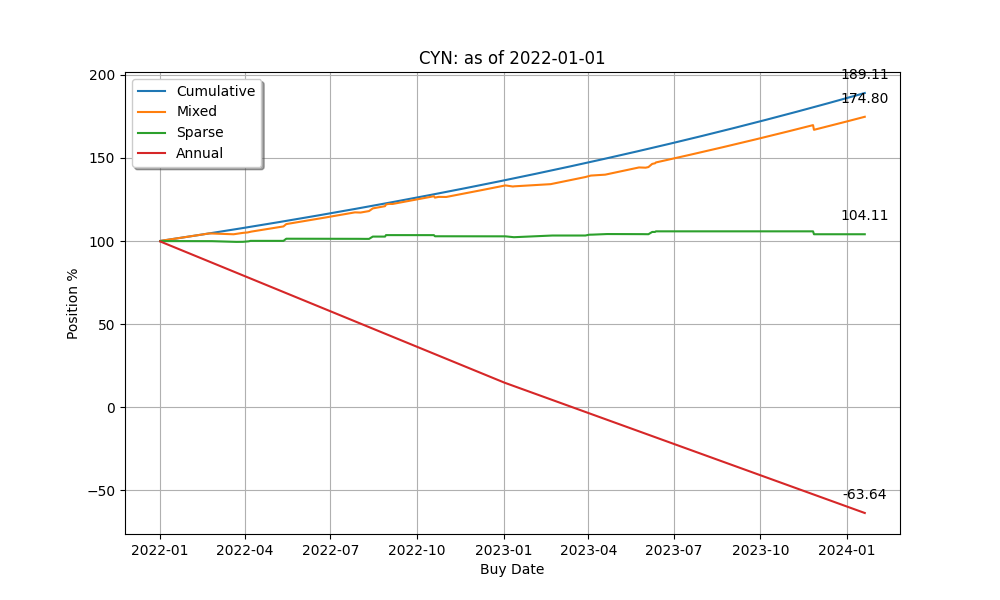 CYN: as of 2022-01-01
200
150
100
50
0
−50
Position %
Cumulative
Mixed
Sparse
Annual
189.11
174.80
104.11
-63.64
2022-01 2022-04 2022-07 2022-10 2023-01 2023-04 2023-07 2023-10 2024-01
Buy Date